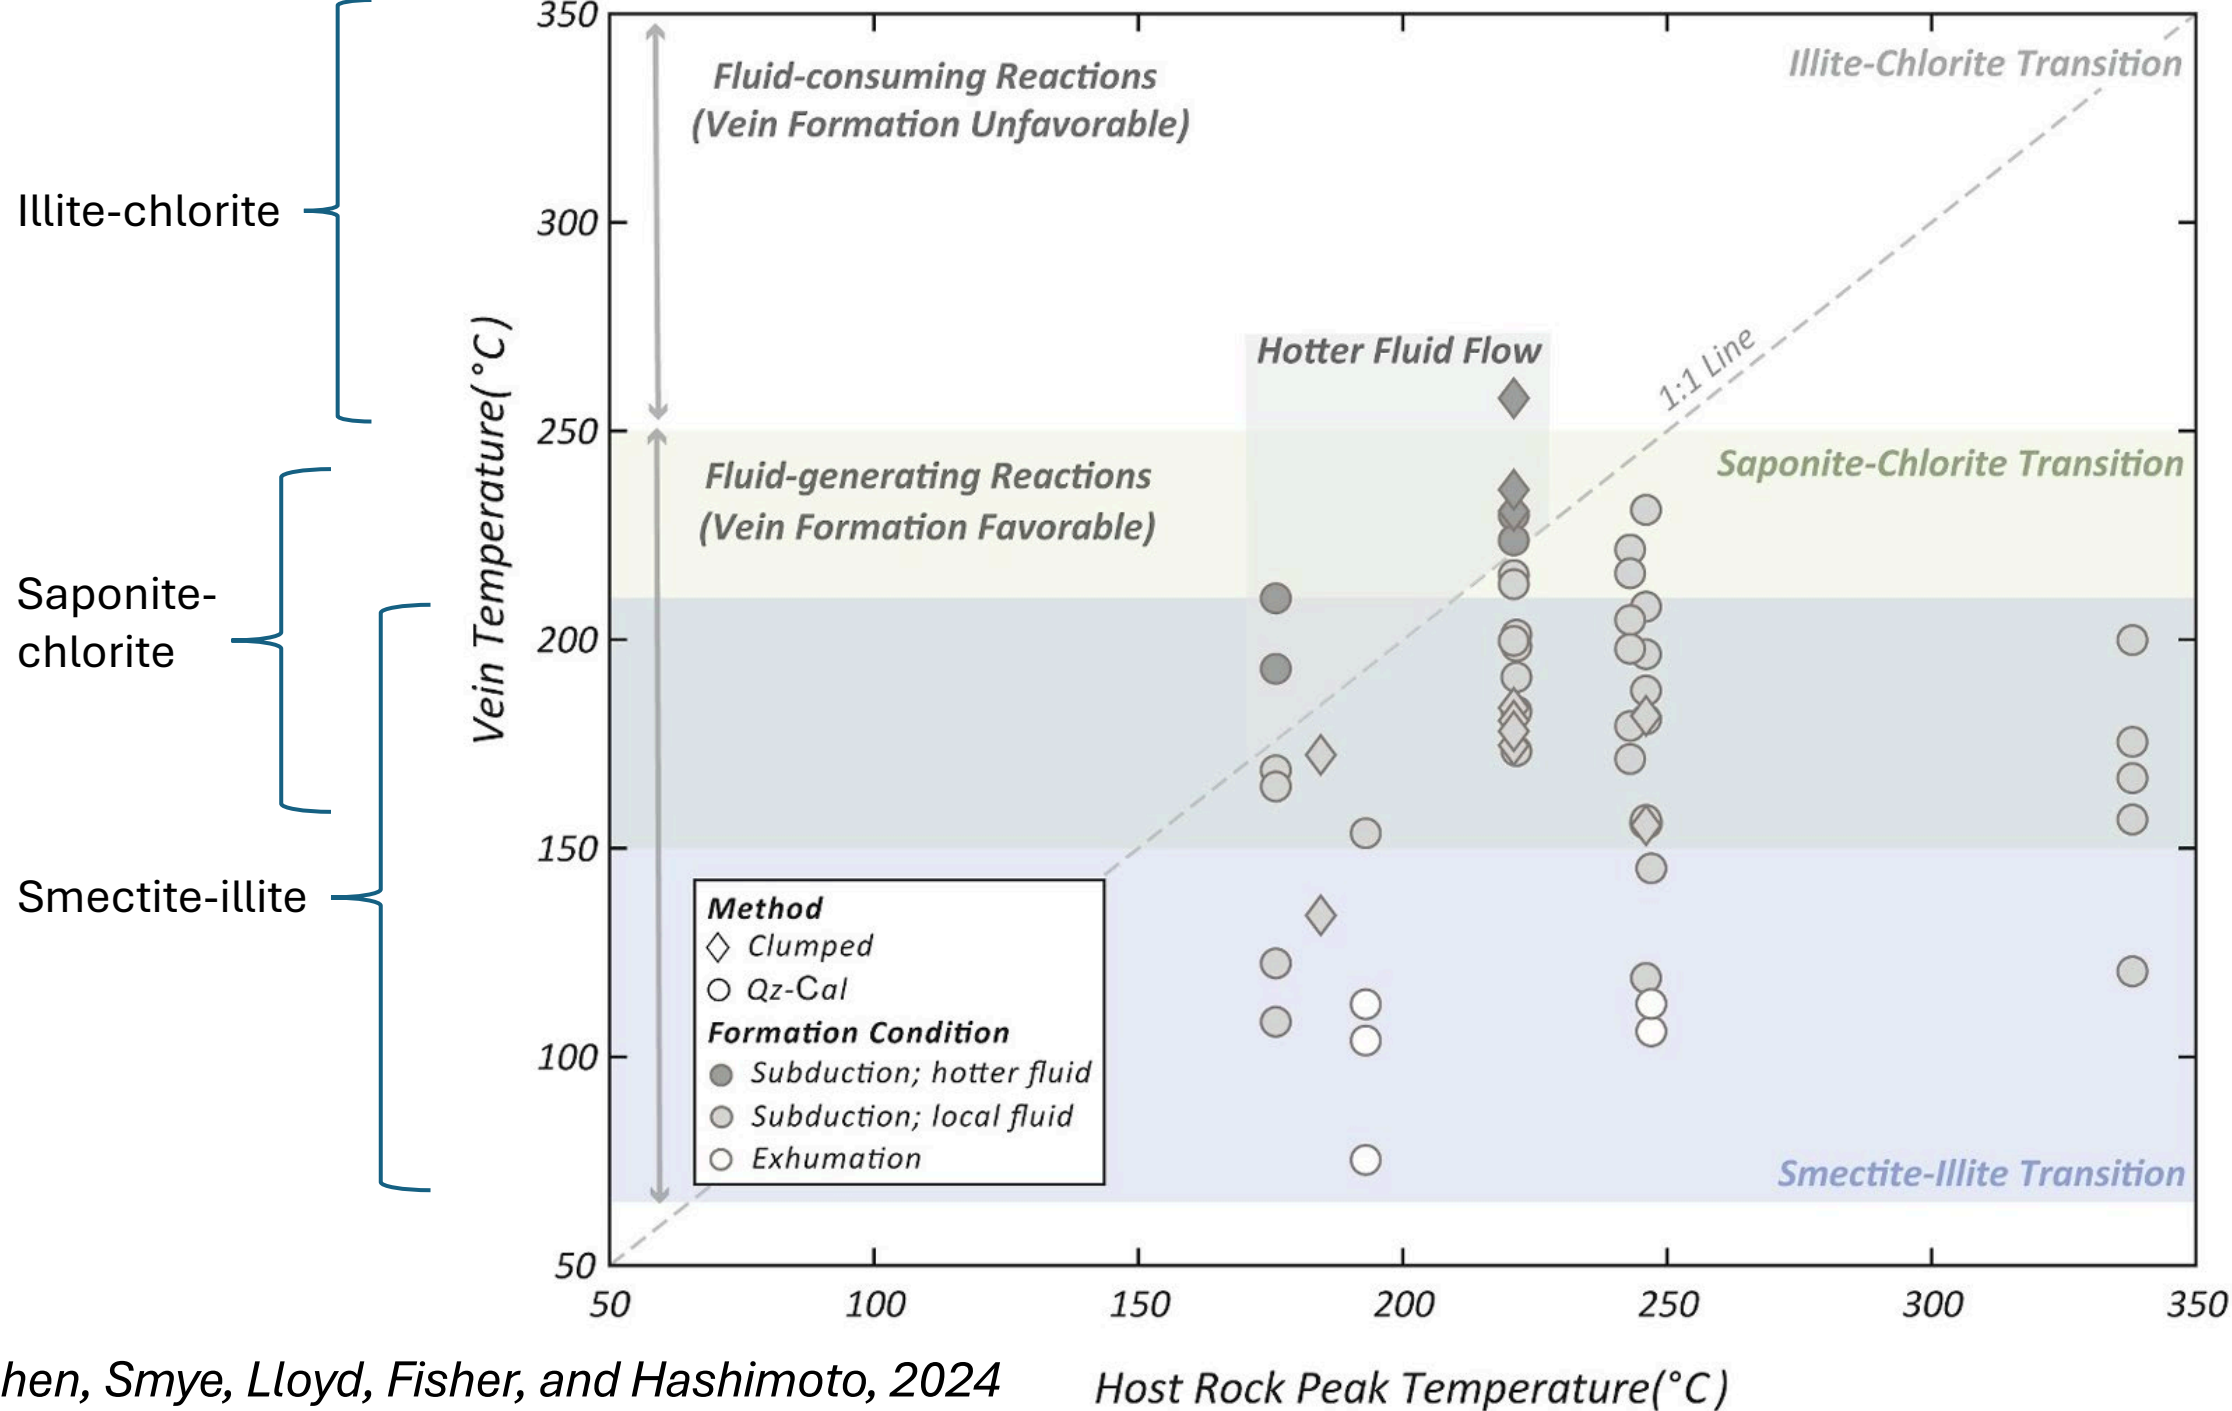 Illite-chlorite
Saponite-
chlorite
Smectite-illite
Vein Temperature(°C)
350
300
250
200
150
100
50
Fluid-consuming Reactions
(Vein Formation Unfavorable)
Illite-Chlorite Transition
1:1 Line
Hotter Fluid Flow
Fluid-generating Reactions
(Vein Formation Favorable)
Saponite-Chlorite Transition
Method
Clumped
Qz-Cal
Formation Condition
Subduction; hotter fluid
Subduction; local fluid
Exhumation
Smectite-Illite Transition
50 100 150 200 250 300 350
Host Rock Peak Temperature(°C)
hen, Smye, Lloyd, Fisher, and Hashimoto, 2024